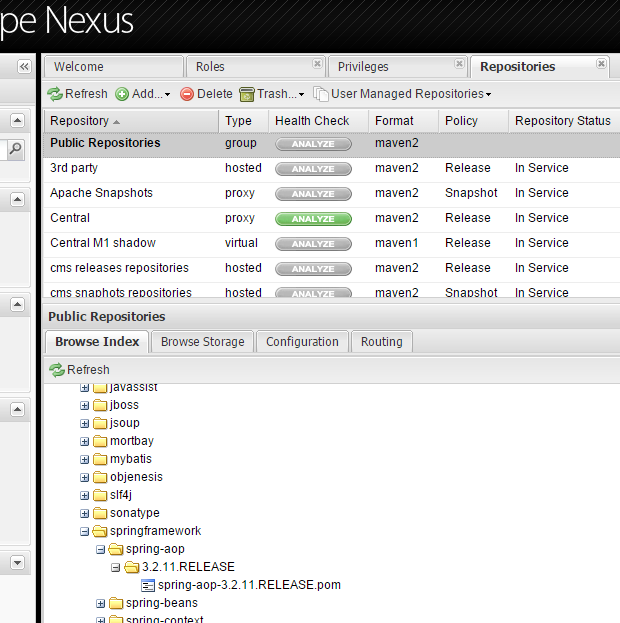 pe Nexus
Welcome Roles Privileges Repositories
Refresh Add... Delete Trash... User Managed Repositories
Repository Type Health Check Format Policy Repository Status
Public Repositories group ANALYZE maven2
3rd party hosted ANALYZE maven2 Release In Service
Apache Snapshots proxy ANALYZE maven2 Snapshot In Service
Central proxy ANALYZE maven2 Release In Service
Central M1 shadow virtual ANALYZE maven1 Release In Service
cms releases repositories hosted ANALYZE maven2 Release In Service
cms snaphots repositories hosted ANALYZE maven2 Snapshot In Service
Public Repositories
Browse Index Browse Storage Configuration Routing
Refresh
javassist
jboss
jsoup
mortbay
mybatis
objenesis
slf4j
sonatype
springframework
spring-aop
3.2.11.RELEASE
spring-aop-3.2.11.RELEASE.pom
spring-beans
spring-context